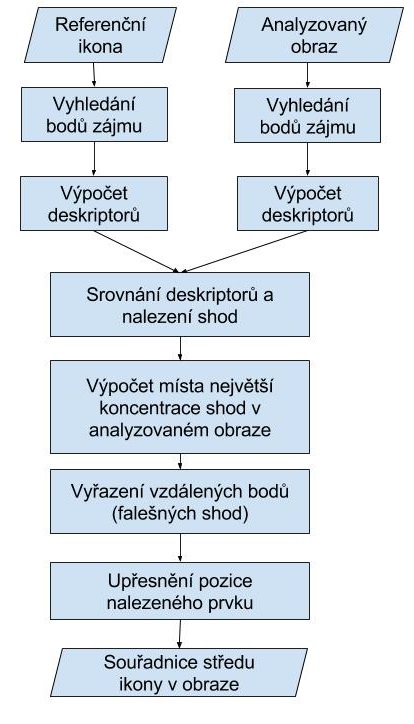 Referenční
ikona
Analyzovaný
obraz
Vyhledání
bodů zájmu
Vyhledání
bodů zájmu
Výpočet
deskriptorů
Výpočet
deskriptorů
Srovnání deskriptorů a
nalezení shod
Výpočet místa největší
koncentrace shod v
analyzovaném obraze
Vyřazení vzdálených bodů
(falešných shod)
Upřesnění pozice
nalezeného prvku
Souřadnice středu
ikony v obraze